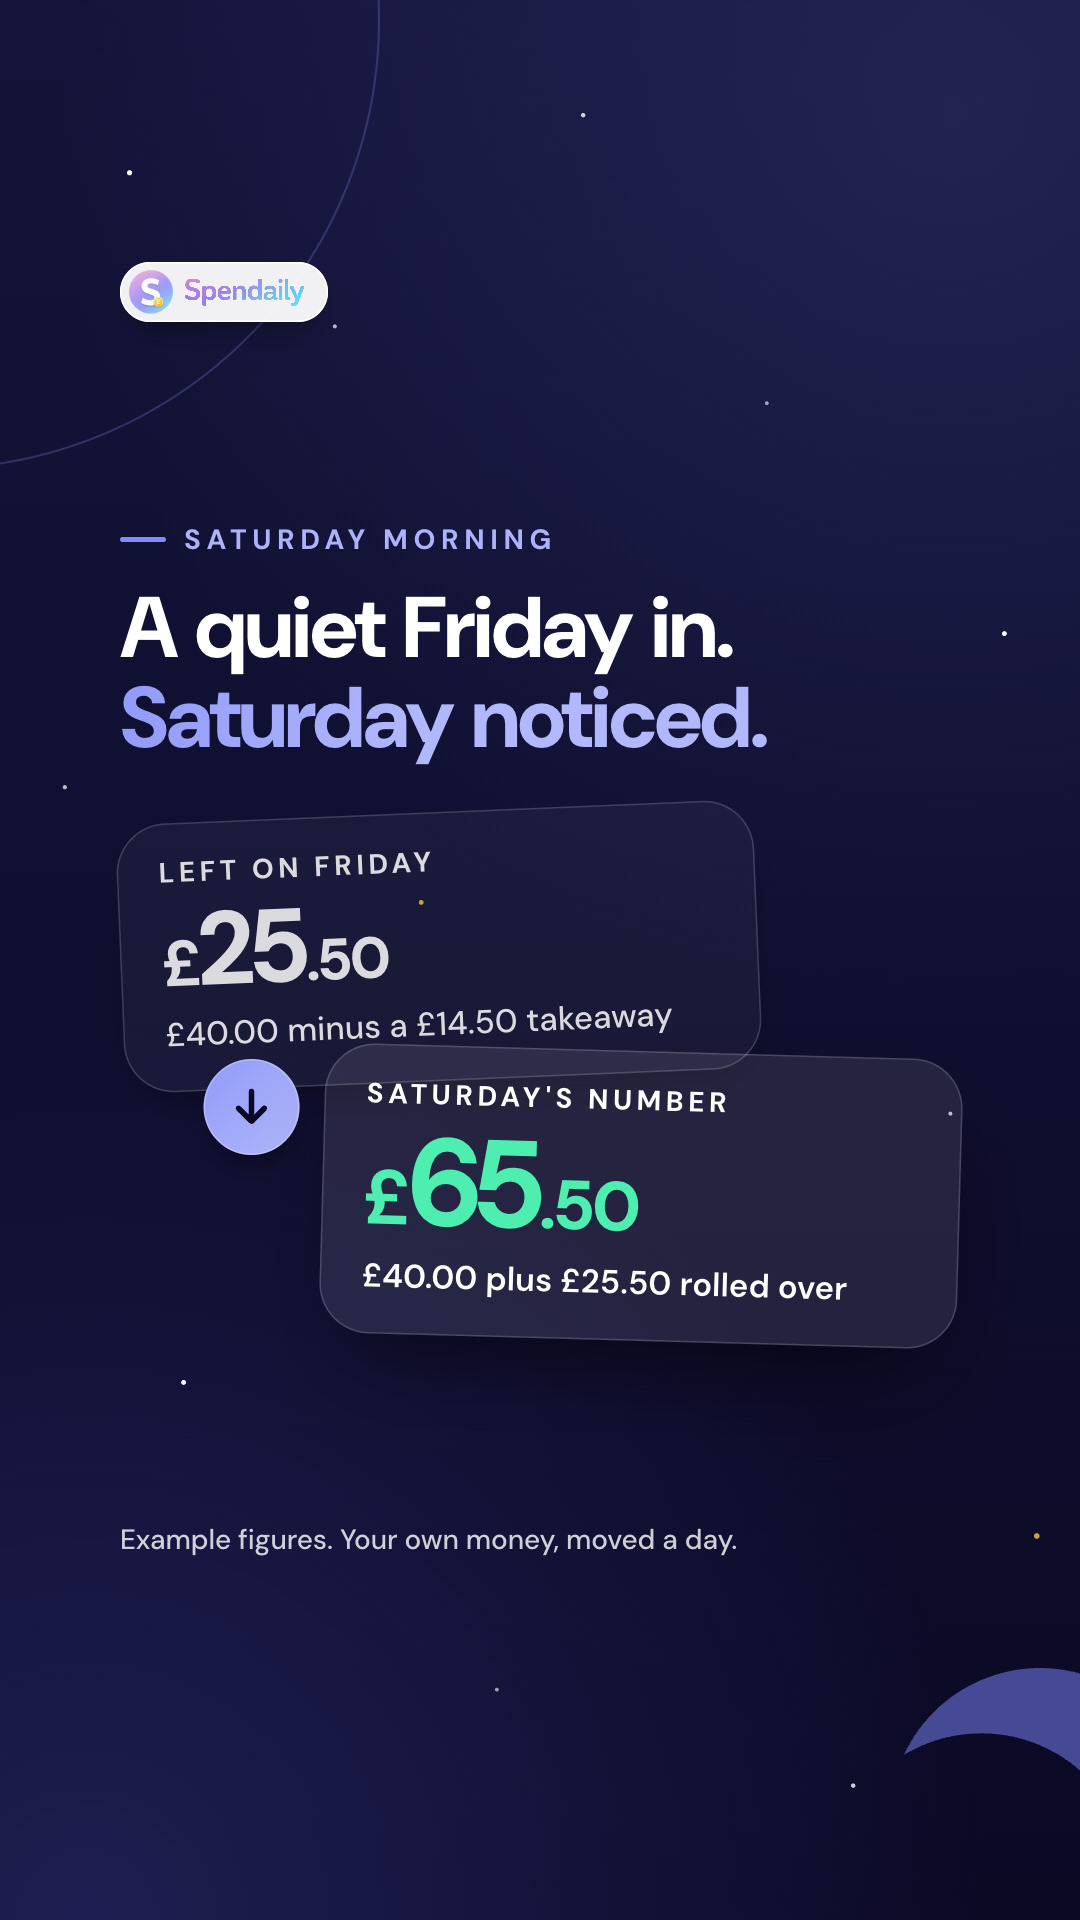 Spendaily
SATURDAY MORNING
A quiet Friday in.
Saturday noticed.
LEFT ON FRIDAY
£25.50
£40.00 minus a £14.50 takeaway
SATURDAY'S NUMBER
£65.50
£40.00 plus £25.50 rolled over
Example figures. Your own money, moved a day.